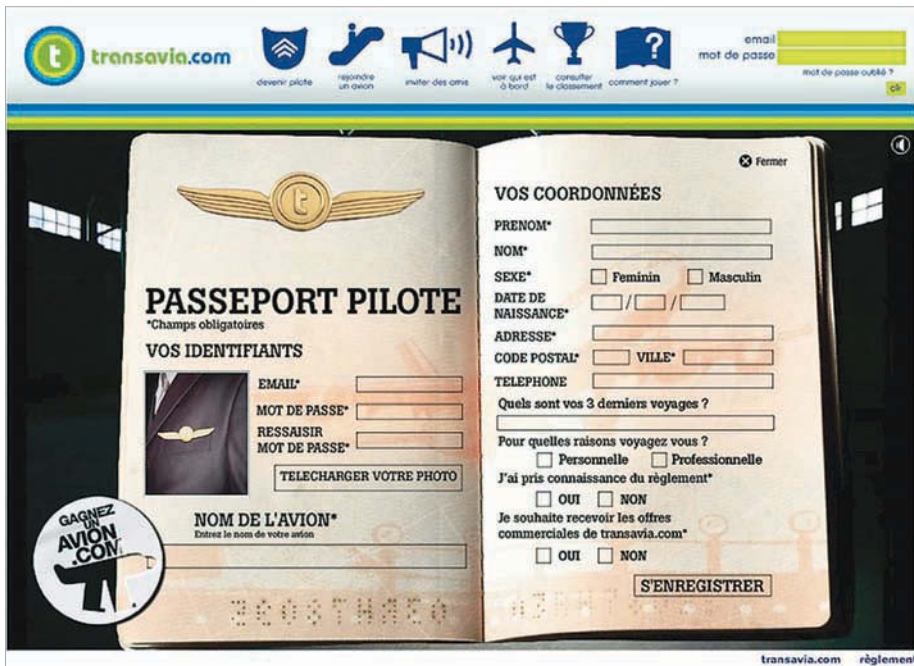 transavia.com
devenir pilote
rejoindre
un avion
inviter des amis
voir qui est
à bord
consulter
le classement
comment jouer ?
email
mot de passe
mot de passe oublié ?
Fermer
PASSEPORT PILOTE
*Champs obligatoires
VOS IDENTIFIANTS
EMAIL*
MOT DE PASSE*
RESSAISIR
MOT DE PASSE*
TELECHARGER VOTRE PHOTO
NOM DE L'AVION*
Entrez le nom de votre avion
GAGNEZ
UN
AVION
.COM
VOS COORDONNÉES
PRENOM*
NOM*
SEXE* Feminin Masculin
DATE DE
NAISSANCE* / /
ADRESSE*
CODE POSTAL* VILLE*
TELEPHONE
Quels sont vos 3 derniers voyages ?
Pour quelles raisons voyagez vous ?
Personnelle Professionnelle
J'ai pris connaissance du règlement*
OUI NON
Je souhaite recevoir les offres
commerciales de transavia.com*
OUI NON
S'ENREGISTRER
transavia.com règlement